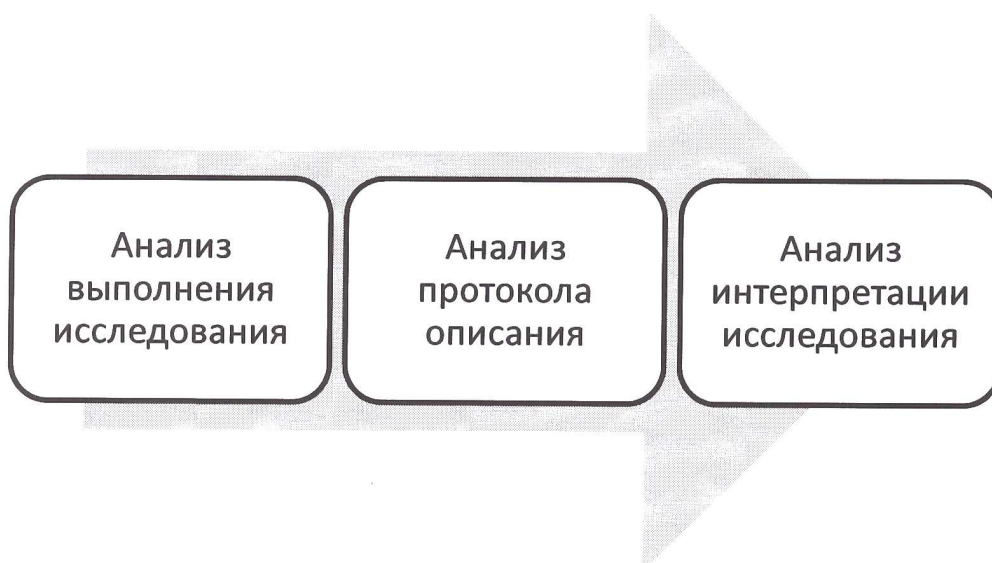 Анализ
выполнения
исследования
Анализ
протокола
описания
Анализ
интерпретации
исследования